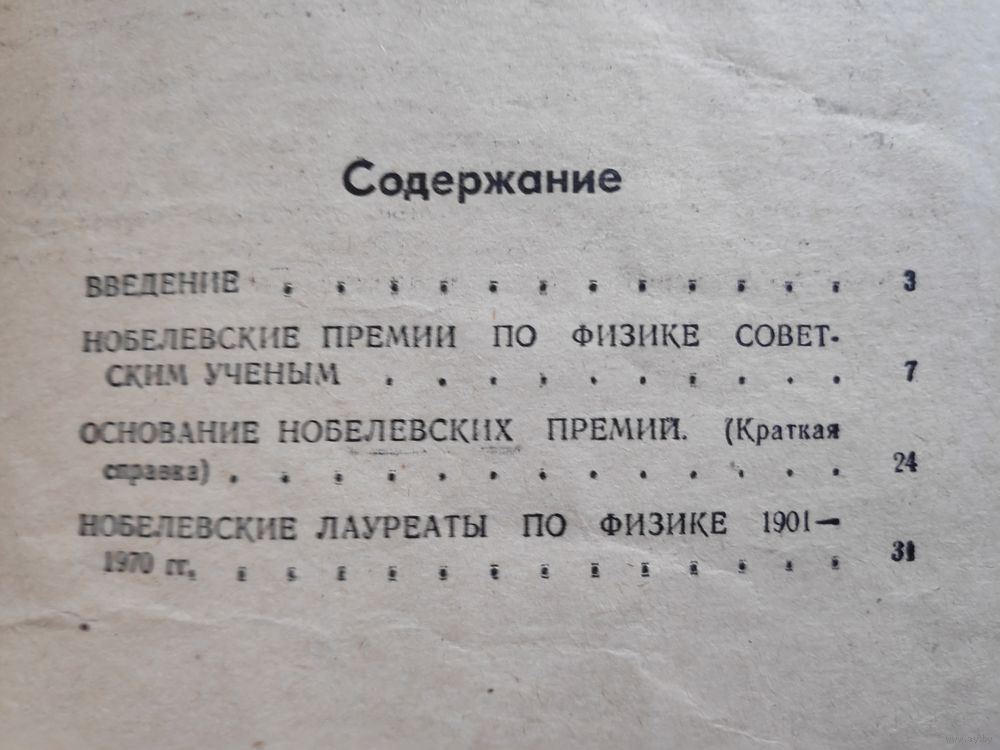 Содержание
ВВЕДЕНИЕ . . . . . . . . . . . . 3
НОБЕЛЕВСКИЕ ПРЕМИИ ПО ФИЗИКЕ СОВЕТ-
СКИМ УЧЕНЫМ . . . . . . . . . . 7
ОСНОВАНИЕ НОБЕЛЕВСКИХ ПРЕМИЙ. (Краткая
справка) . . . . . . . . . . . . . 24
НОБЕЛЕВСКИЕ ЛАУРЕАТЫ ПО ФИЗИКЕ 1901—
1970 гг. . . . . . . . . . . . . . 31